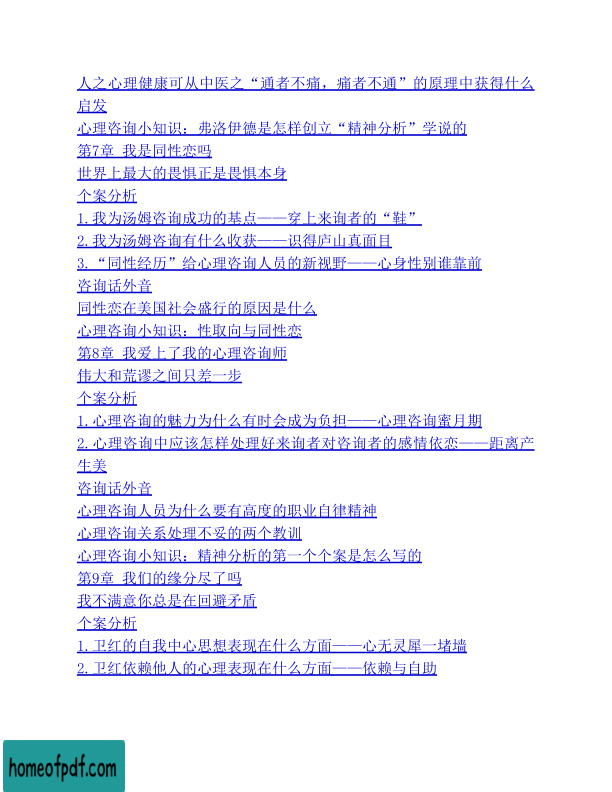 人之心理健康可从中医之“通者不痛，痛者不通”的原理中获得什么
启发
心理咨询小知识：弗洛伊德是怎样创立“精神分析”学说的
第7章 我是同性恋吗
世界上最大的畏惧正是畏惧本身
个案分析
1.我为汤姆咨询成功的基点——穿上来询者的“鞋”
2.我为汤姆咨询有什么收获——识得庐山真面目
3.“同性经历”给心理咨询人员的新视野——心身性别谁靠前
咨询话外音
同性恋在美国社会盛行的原因是什么
心理咨询小知识：性取向与同性恋
第8章 我爱上了我的心理咨询师
伟大和荒谬之间只差一步
个案分析
1.心理咨询的魅力为什么有时会成为负担——心理咨询蜜月期
2.心理咨询中应该怎样处理好来询者对咨询者的感情依恋——距离产
生美
咨询话外音
心理咨询人员为什么要有高度的职业自律精神
心理咨询关系处理不妥的两个教训
心理咨询小知识：精神分析的第一个个案是怎么写的
第9章 我们的缘分尽了吗
我不满意你总是在回避矛盾
个案分析
1.卫红的自我中心思想表现在什么方面——心无灵犀一堵墙
2.卫红依赖他人的心理表现在什么方面——依赖与自助
homeofpdf.com